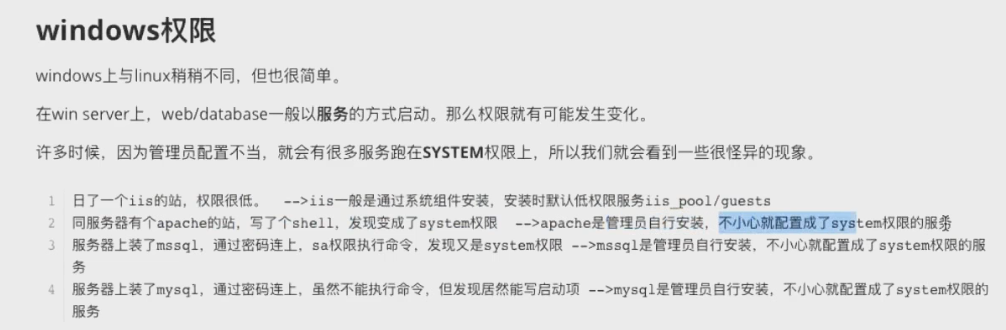 windows权限
windows上与linux稍稍不同，但也很简单。
在win server上，web/database一般以服务的方式启动。那么权限就有可能发生变化。
许多时候，因为管理员配置不当，就会有很多服务跑在SYSTEM权限上，所以我们就会看到一些很怪异的现象。
1 日了一个iis的站，权限很低。 -->iis一般是通过系统组件安装，安装时默认低权限服务iis_pool/guests
2 同服务器有个apache的站，写了个shell，发现变成了system权限 -->apache是管理员自行安装，不小心就配置成了system权限的服务
3 服务器上装了mssql，通过密码连上，sa权限执行命令，发现又是system权限 -->mssql是管理员自行安装，不小心就配置成了system权限的服
务
4 服务器上装了mysql，通过密码连上，虽然不能执行命令，但发现居然能写启动项 -->mysql是管理员自行安装，不小心就配置成了system权限的
服务